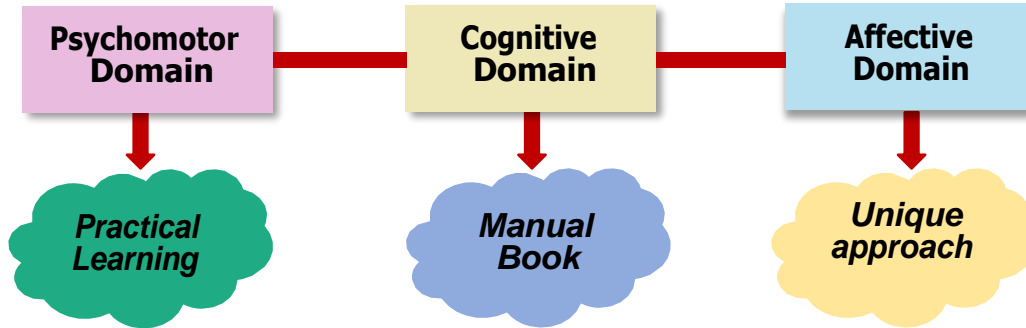 Psychomotor
Domain
Cognitive
Domain
Affective
Domain
Practical
Learning
Manual
Book
Unique
approach